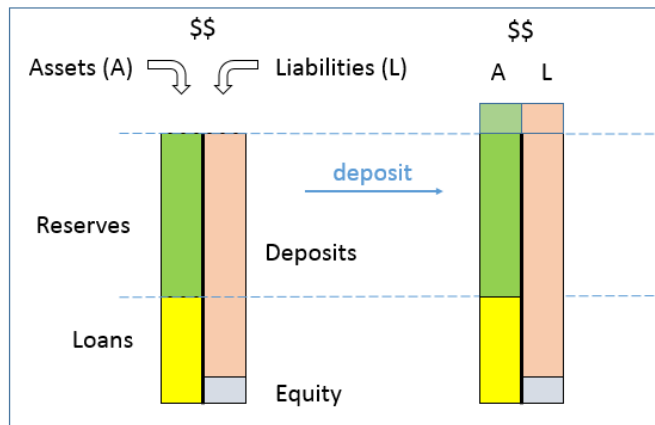 $$
$$
Assets (A)
Liabilities (L)
A
L
deposit
Reserves
Deposits
Loans
Equity